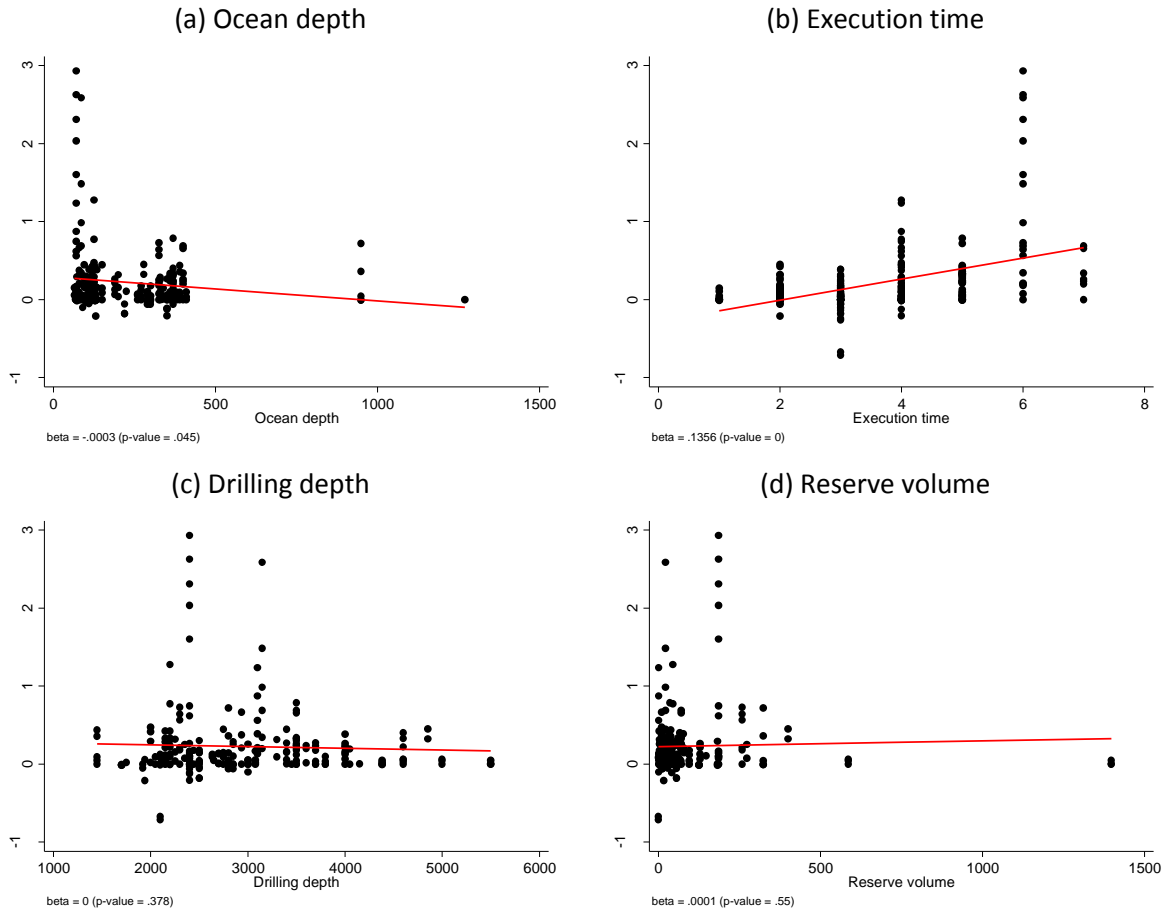 (a) Ocean depth
3
2
1
0
-1
0 500 1000 1500
Ocean depth
beta = -.0003 (p-value = .045)
(b) Execution time
3
2
1
0
-1
0 2 4 6 8
Execution time
beta = .1356 (p-value = 0)
(c) Drilling depth
3
2
1
0
-1
1000 2000 3000 4000 5000 6000
Drilling depth
beta = 0 (p-value = .378)
(d) Reserve volume
3
2
1
0
-1
0 500 1000 1500
Reserve volume
beta = .0001 (p-value = .55)